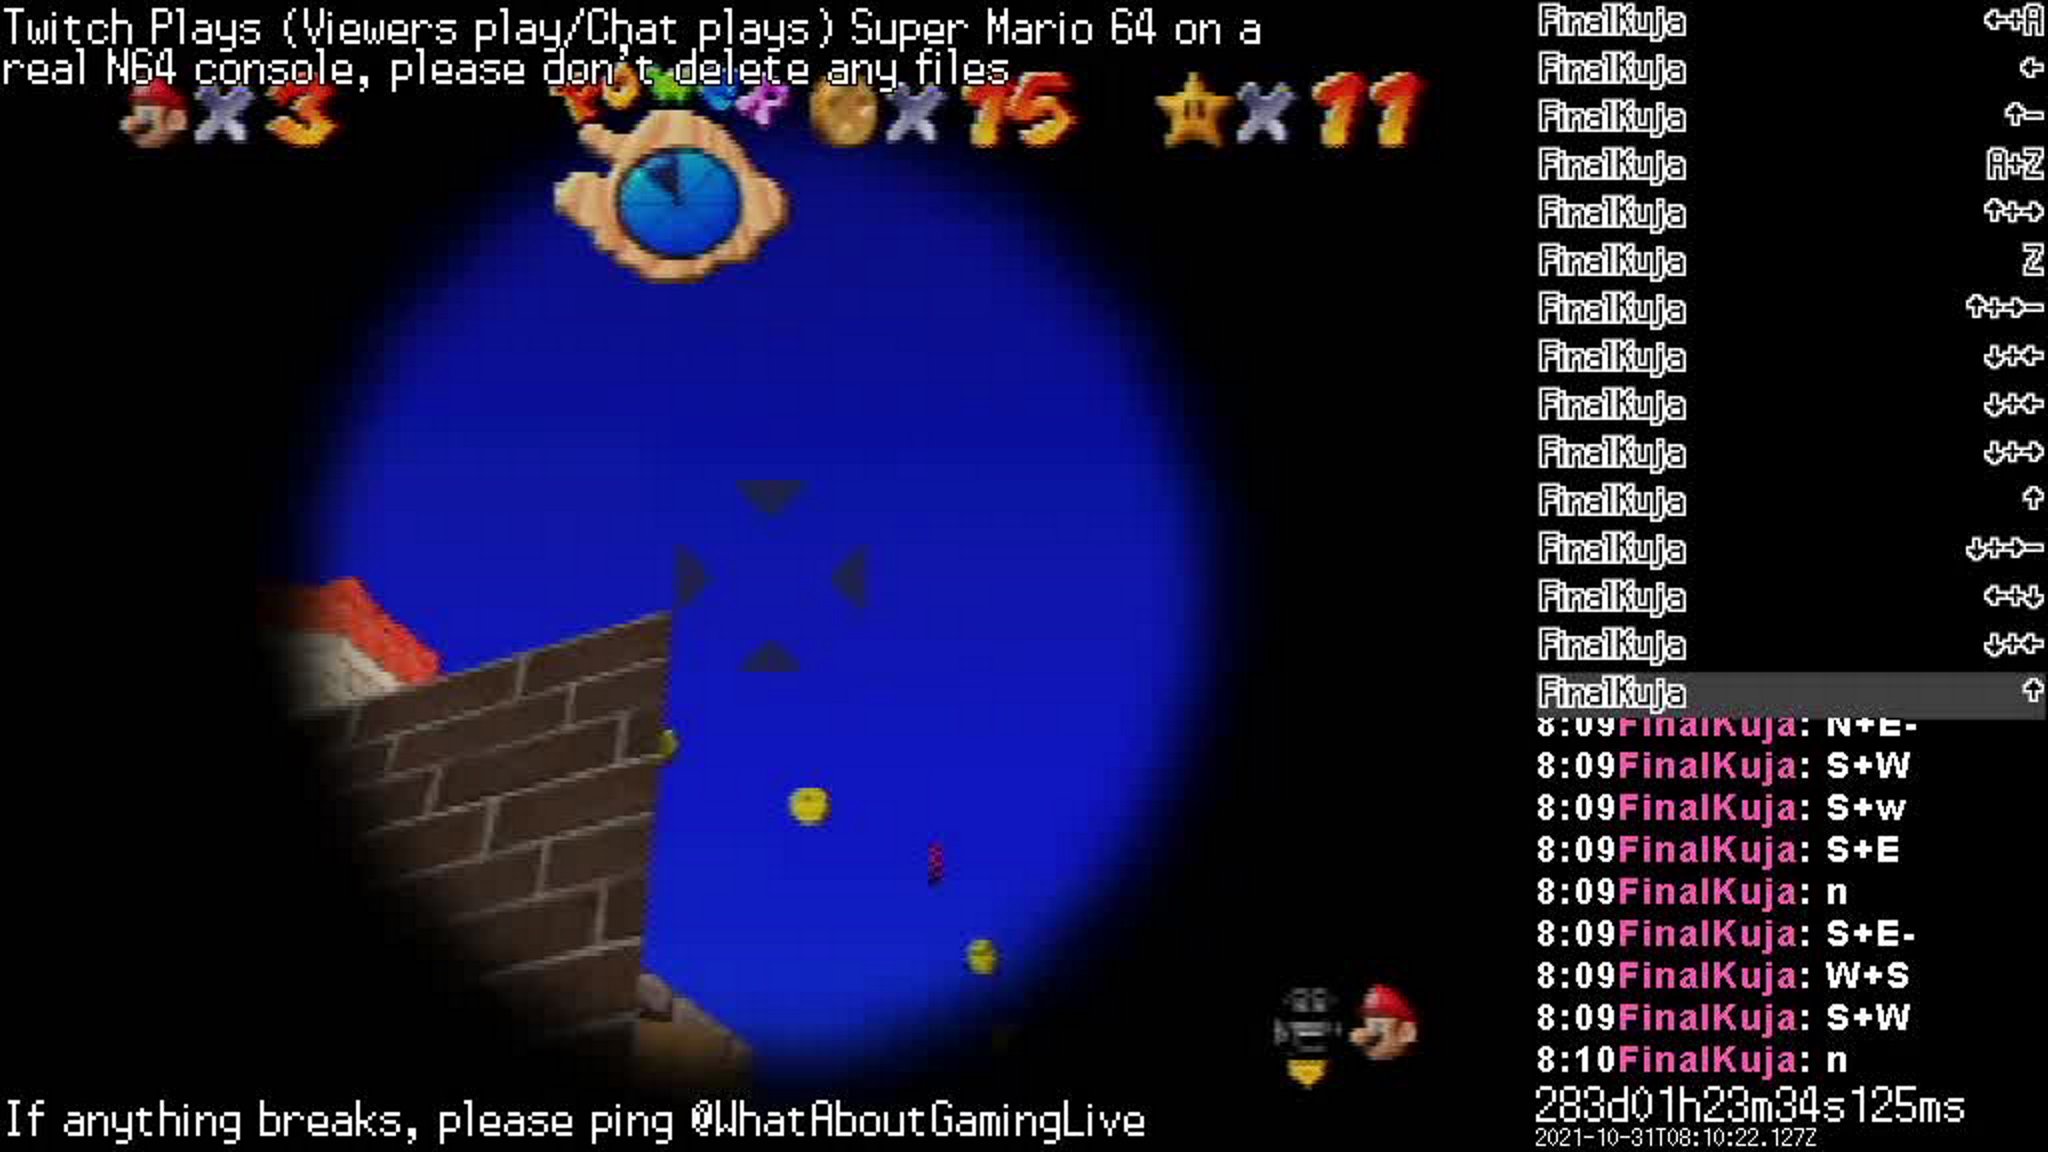 Twitch Plays (Viewers play/Chat plays) Super Mario 64 on a
real N64 console, please don't delete any files
x 3
POWER
x 15
x 11
FinalKuja ←+A
FinalKuja ←
FinalKuja ↑-
FinalKuja A+Z
FinalKuja ↑+→
FinalKuja Z
FinalKuja ↑+→-
FinalKuja ↓+←
FinalKuja ↓+←
FinalKuja ↓+→
FinalKuja ↑
FinalKuja ↓+→-
FinalKuja ←+↓
FinalKuja ↓+←
FinalKuja ↑
8:09FinalKuja: N+E-
8:09FinalKuja: S+W
8:09FinalKuja: S+w
8:09FinalKuja: S+E
8:09FinalKuja: n
8:09FinalKuja: S+E-
8:09FinalKuja: W+S
8:09FinalKuja: S+W
8:10FinalKuja: n
283d01h23m34s125ms
2021-10-31T08:10:22.127Z
If anything breaks, please ping @WhatAboutGamingLive